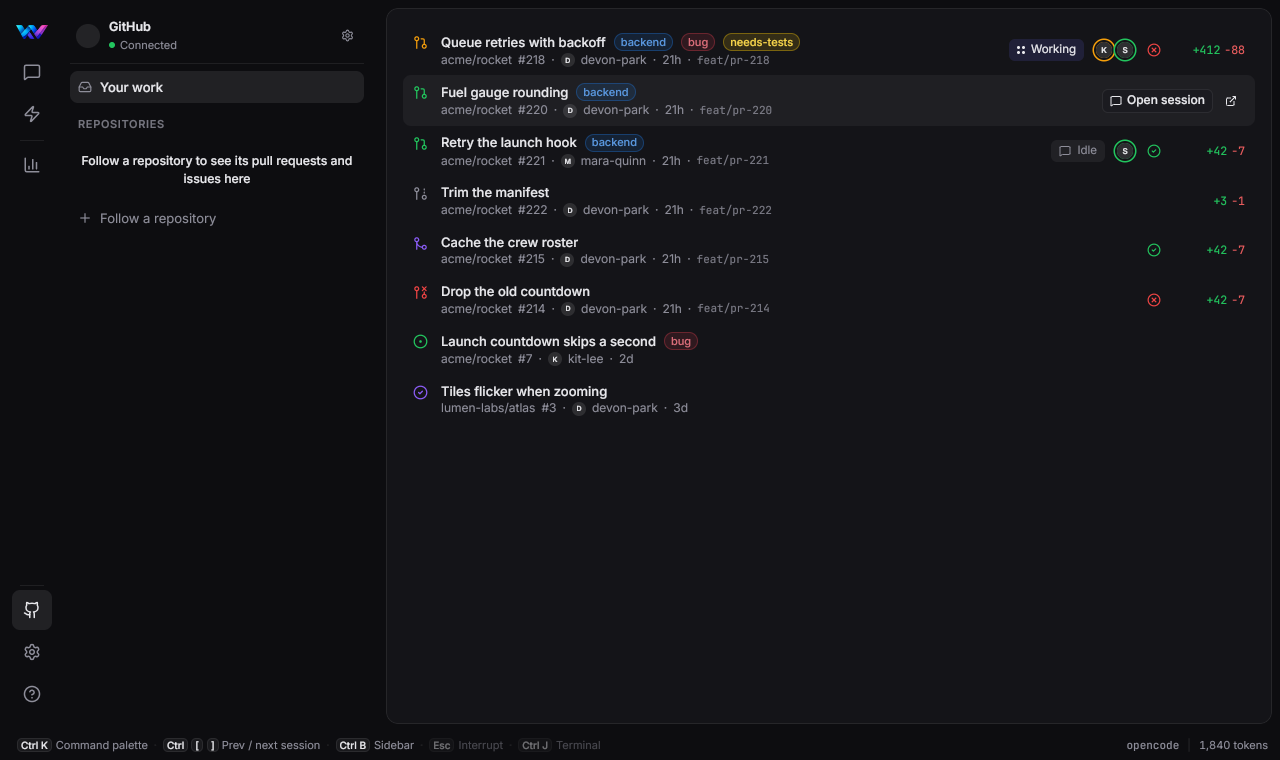 GitHub
Connected
Your work
REPOSITORIES
Follow a repository to see its pull requests and
issues here
Follow a repository
Queue retries with backoff backend bug needs-tests
acme/rocket #218 · D devon-park · 21h · feat/pr-218
Working K S +412 -88
Fuel gauge rounding backend
acme/rocket #220 · D devon-park · 21h · feat/pr-220
Open session
Retry the launch hook backend
acme/rocket #221 · M mara-quinn · 21h · feat/pr-221
Idle S +42 -7
Trim the manifest
acme/rocket #222 · D devon-park · 21h · feat/pr-222
+3 -1
Cache the crew roster
acme/rocket #215 · D devon-park · 21h · feat/pr-215
+42 -7
Drop the old countdown
acme/rocket #214 · D devon-park · 21h · feat/pr-214
+42 -7
Launch countdown skips a second bug
acme/rocket #7 · K kit-lee · 2d
Tiles flicker when zooming
lumen-labs/atlas #3 · D devon-park · 3d
Ctrl K Command palette · Ctrl [ ] Prev / next session · Ctrl B Sidebar · Esc Interrupt · Ctrl J Terminal
opencode 1,840 tokens